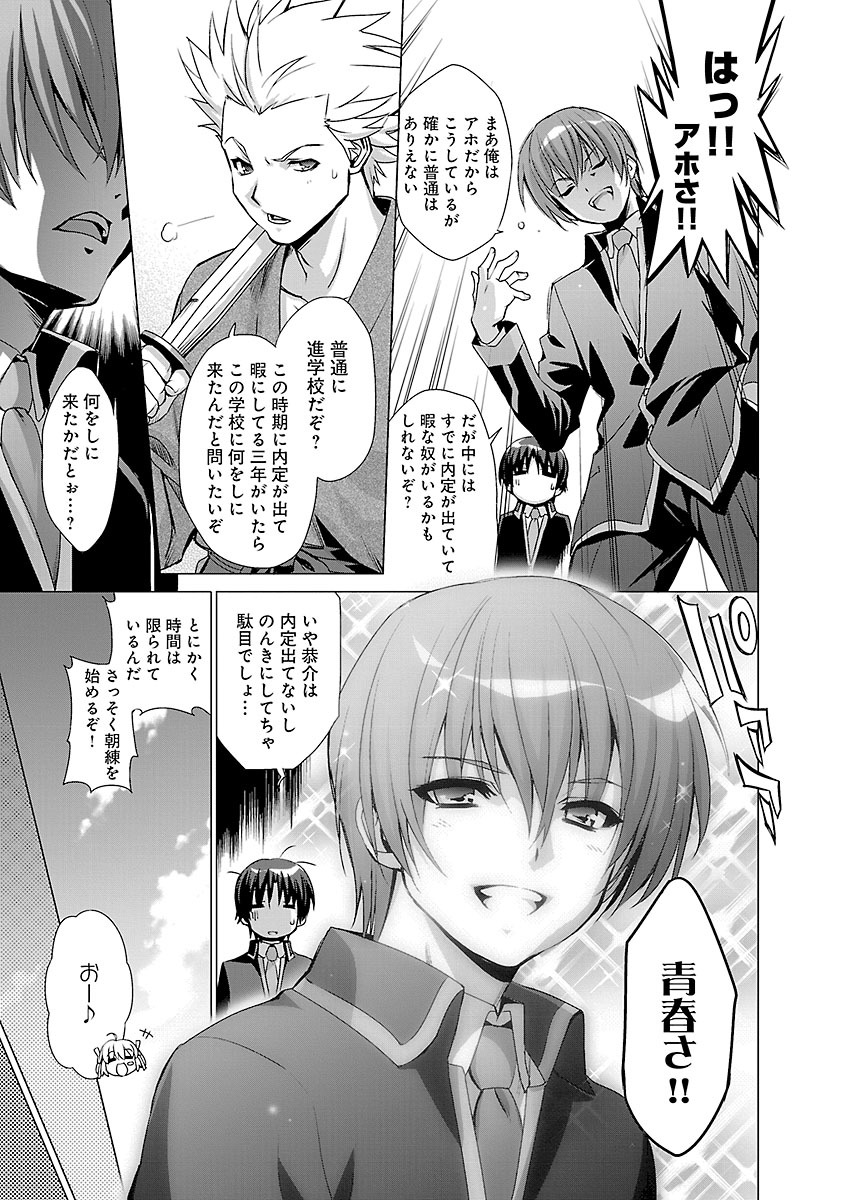 はっ!!
アホさ!!
まあ俺は
アホだから
こうしているが
確かに普通は
ありえない
だが中には
すでに内定が出ていて
暇な奴がいるかも
しれないぞ?
普通に
進学校だぞ?
この時期に内定が出て
暇にしてる三年がいたら
この学校に何をしに
来たんだと問いたいぞ
何をしに
来たかだとぉ…?
パァァァ
青春さ!!
いや恭介は
内定出てないし
のんきにしてちゃ
駄目でしょ…
とにかく
時間は
限られて
いるんだ
さっそく朝練を
始めるぞ!
おー♪